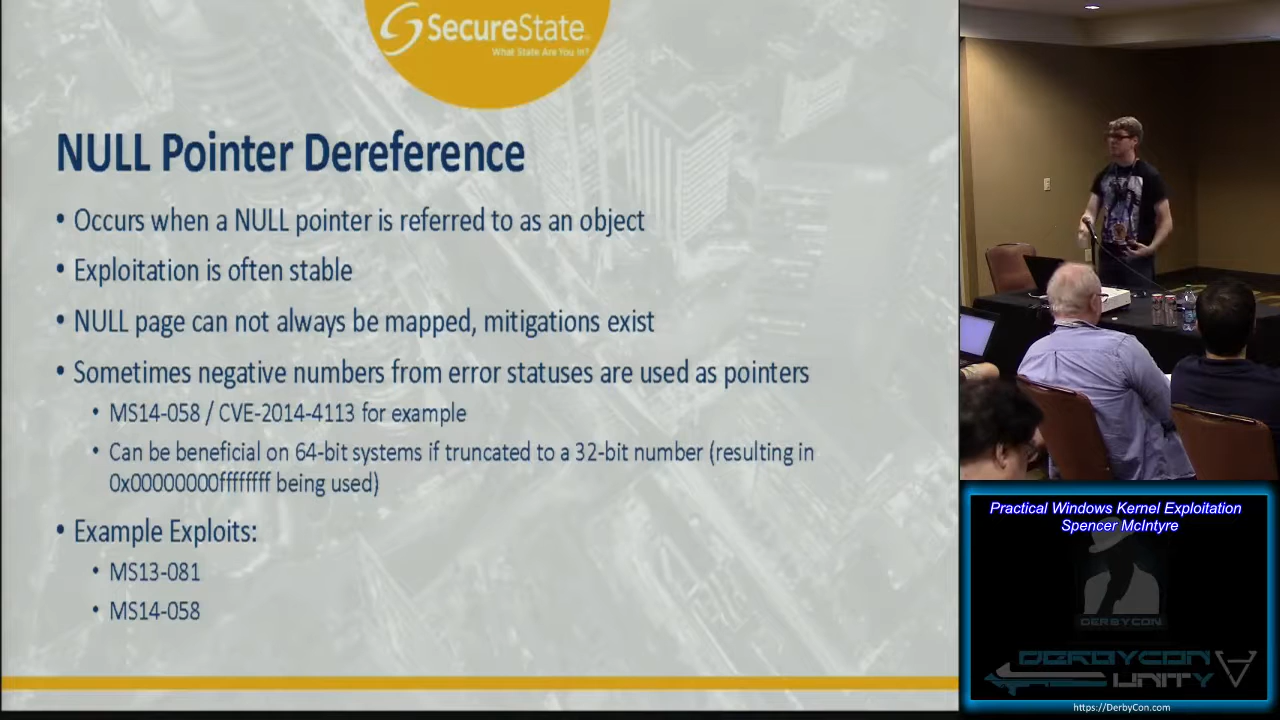 SecureState
What State Are You In?
NULL Pointer Dereference
• Occurs when a NULL pointer is referred to as an object
• Exploitation is often stable
• NULL page can not always be mapped, mitigations exist
• Sometimes negative numbers from error statuses are used as pointers
• MS14-058 / CVE-2014-4113 for example
• Can be beneficial on 64-bit systems if truncated to a 32-bit number (resulting in
0x00000000ffffffff being used)
• Example Exploits:
• MS13-081
• MS14-058
Practical Windows Kernel Exploitation
Spencer McIntyre
DERBYCON
DERBYCON
UNITY
https://DerbyCon.com